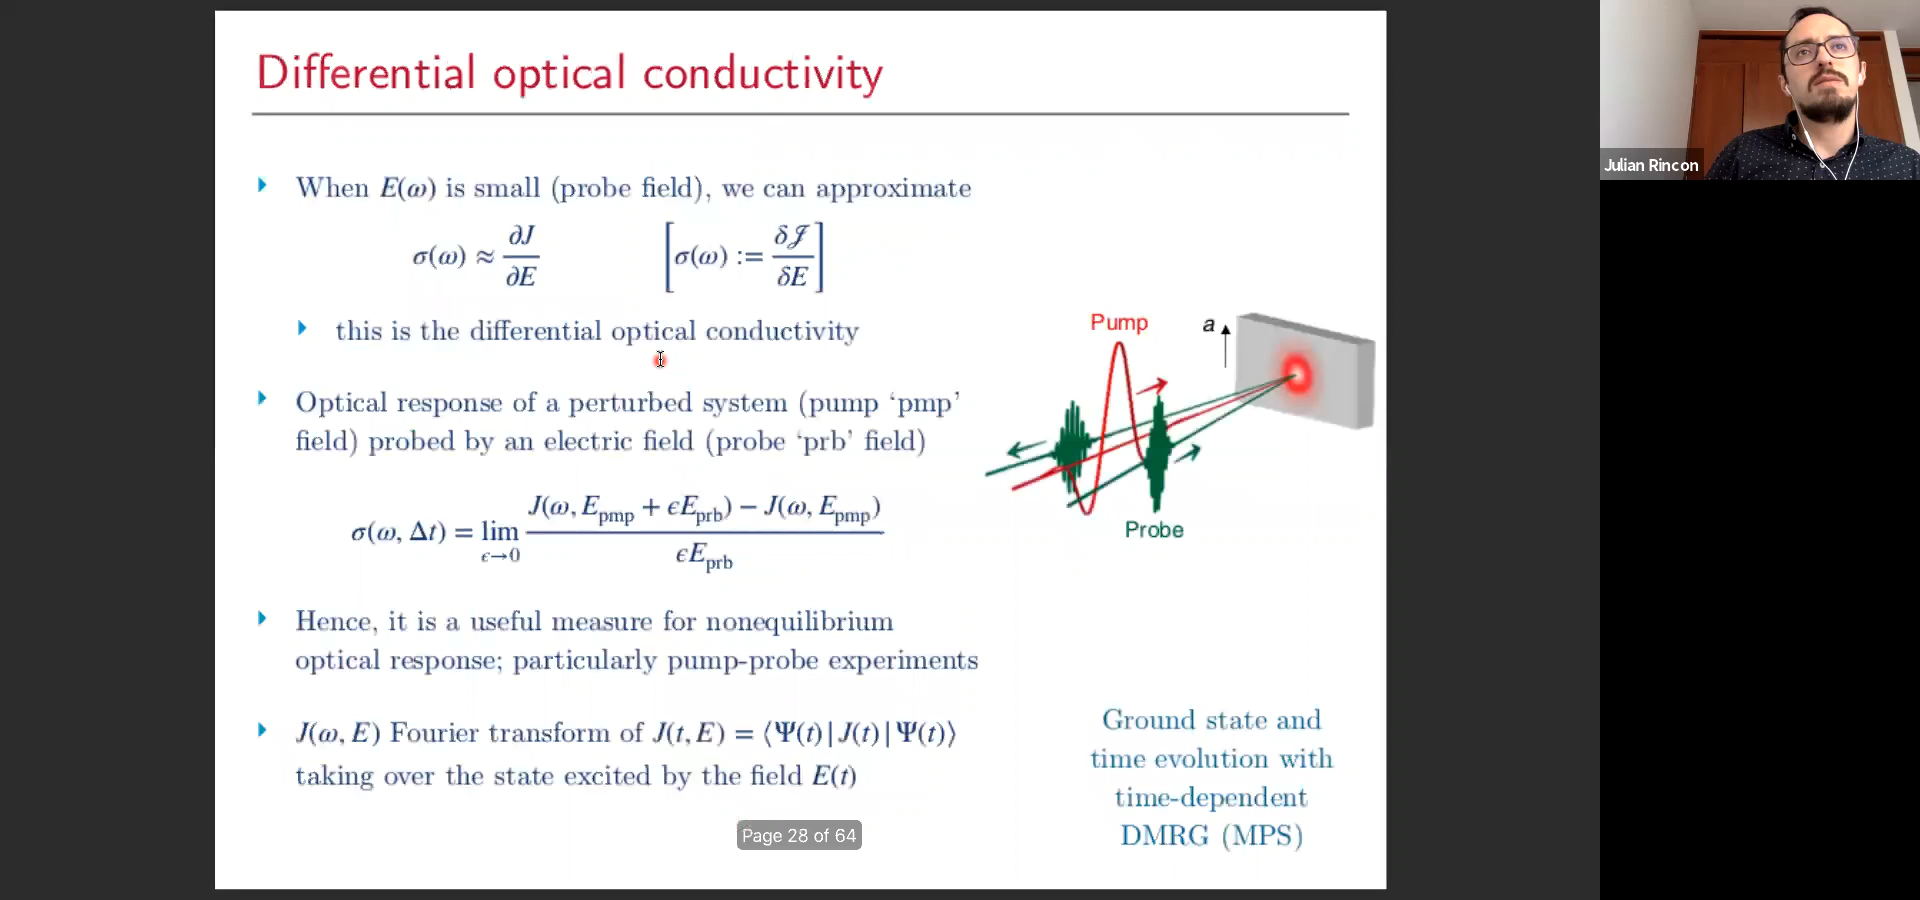 Differential optical conductivity
When E(ω) is small (probe field), we can approximate
σ(ω) ≈ ∂J/∂E [σ(ω) := δ𝒥/δE]
this is the differential optical conductivity
Optical response of a perturbed system (pump ‘pmp’
field) probed by an electric field (probe ‘prb’ field)
σ(ω, Δt) = lim ϵ→0 (J(ω, E_pmp + ϵE_prb) − J(ω, E_pmp)) / ϵE_prb
Hence, it is a useful measure for nonequilibrium
optical response; particularly pump-probe experiments
J(ω, E) Fourier transform of J(t, E) = ⟨Ψ(t)|J(t)|Ψ(t)⟩
taking over the state excited by the field E(t)
Pump
a
Probe
Ground state and
time evolution with
time-dependent
DMRG (MPS)
Page 28 of 64
Julian Rincon